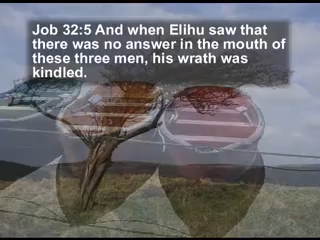 Job 32:5 And when Elihu saw that
there was no answer in the mouth of
these three men, his wrath was
kindled.